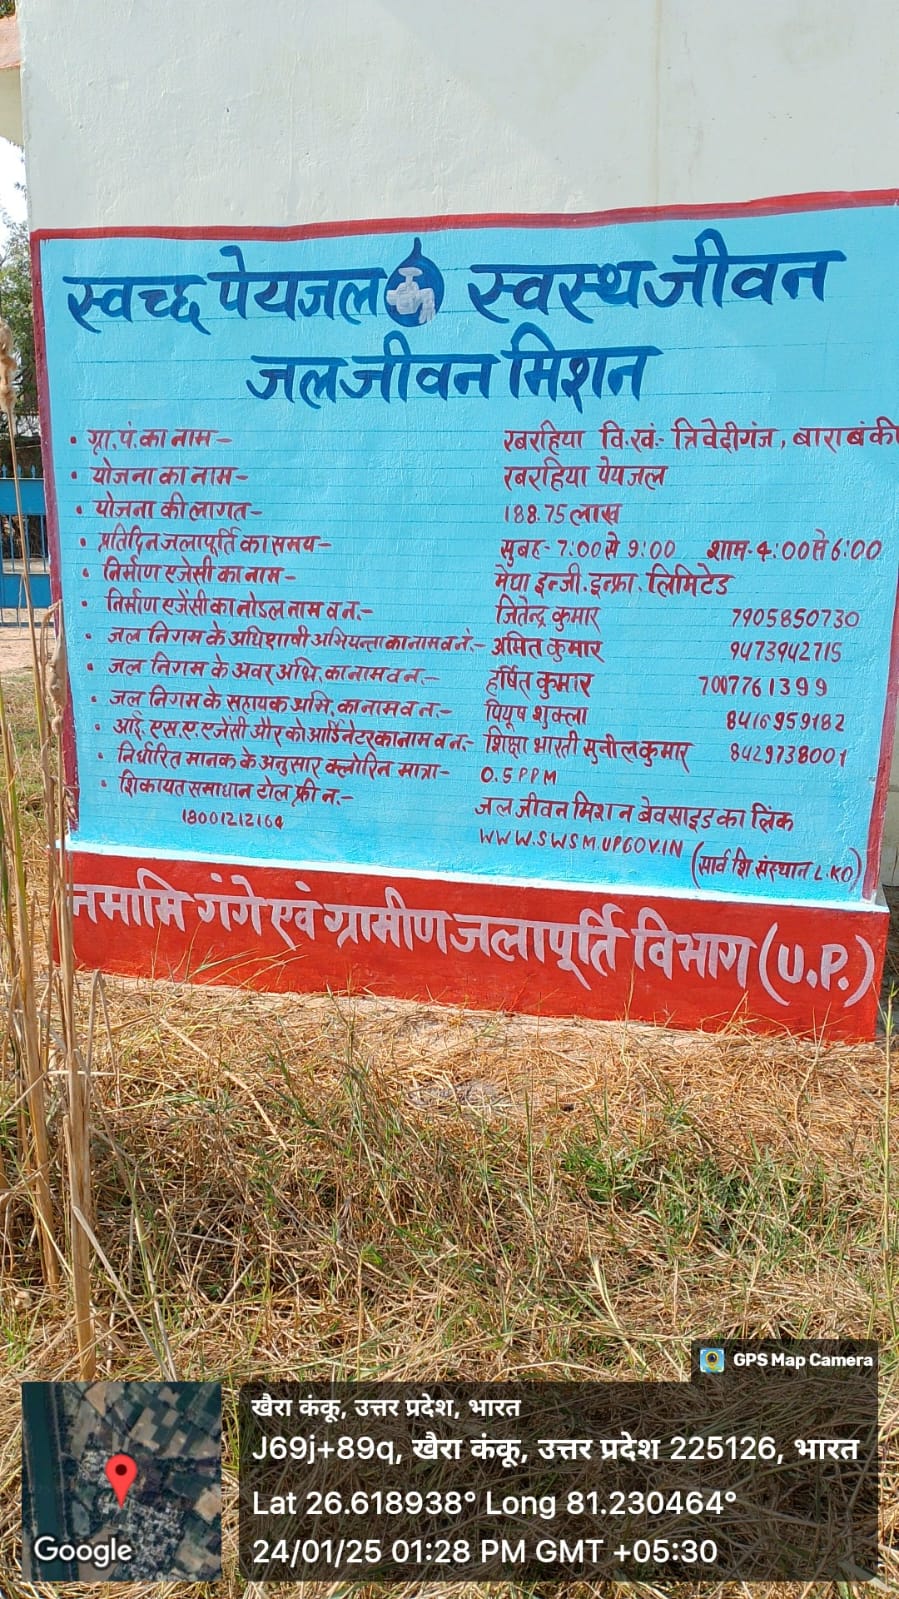 स्वच्छ पेयजल स्वस्थ जीवन
जल जीवन मिशन
• ग्रा.पं.का नाम- रबरहिया वि.खं:- त्रिवेदीगंज, बाराबंकी
• योजना का नाम- रबरहिया पेयजल
• योजना की लागत- 188.75 लाख
• प्रतिदिन जलापूर्ति का समय- सुबह- 7:00 से 9:00 शाम- 4:00 से 6:00
• निर्माण एजेंसी का नाम- मेघा इन्जी. इन्फ्रा. लिमिटेड
• निर्माण एजेंसी का नोडल नाम व न.- जितेन्द्र कुमार 7905850730
• जल निगम के अधिशाषी अभियन्ता का नाम व नं.- अमित कुमार 9473942715
• जल निगम के अवर अभि. का नाम व न.- हर्षित कुमार 7007761399
• जल निगम के सहायक अभि. का नाम व न.- पियूष शुक्ला 8416959182
• आई. एस. ए. एजेंसी और कोआर्डिनेटर का नाम व न.- शिक्षा भारती सुनील कुमार 8429738001
• निर्धारित मानक के अनुसार क्लोरिन मात्रा- 0.5 PPM
• शिकायत समाधान टोल फ्री न.- जल जीवन मिशन बेवसाइड का लिंक
18001212164 WWW.SWSM.UPGOV.IN
(सार्व शि संस्थान L.KO)
नमामि गंगे एवं ग्रामीण जलापूर्ति विभाग (U.P.)
GPS Map Camera
खैरा कंकू, उत्तर प्रदेश, भारत
J69j+89q, खैरा कंकू, उत्तर प्रदेश 225126, भारत
Lat 26.618938° Long 81.230464°
24/01/25 01:28 PM GMT +05:30
Google